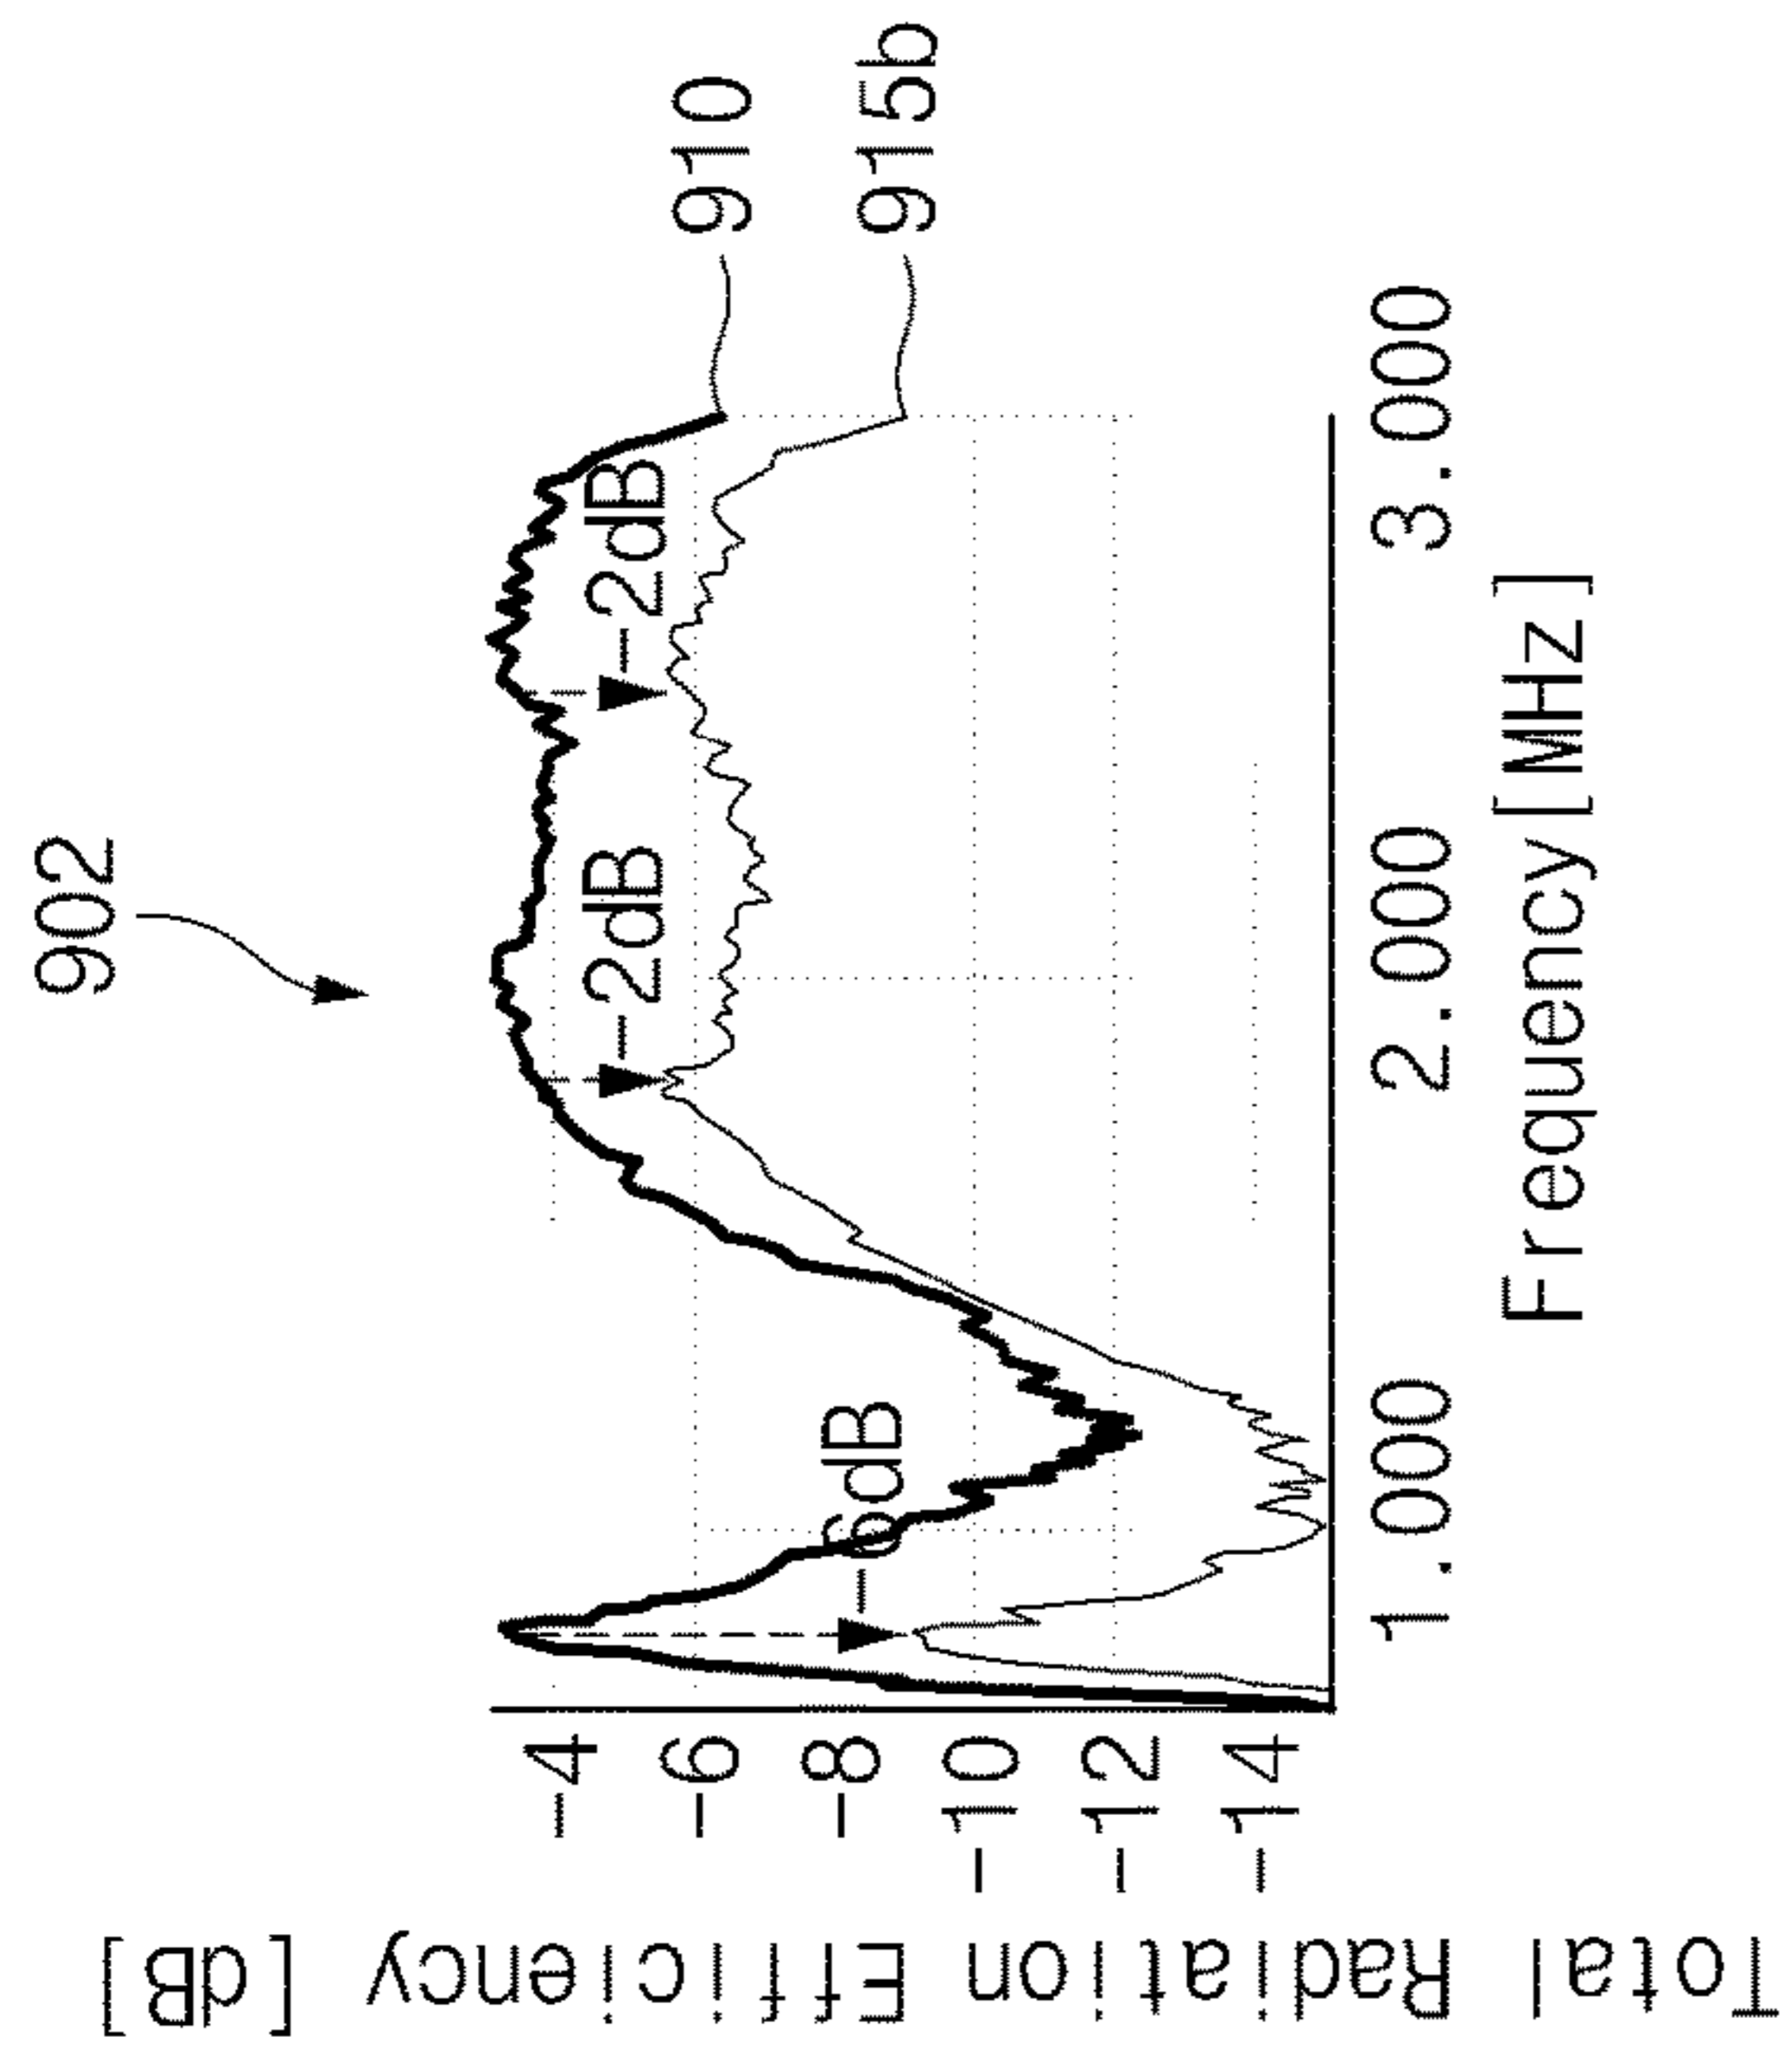 902
Total Radiation Efficiency [dB]
-4
-6
-8
-10
-12
-14
-6dB
-2dB
-2dB
910
915b
1.000
2.000
3.000
Frequency[MHz]